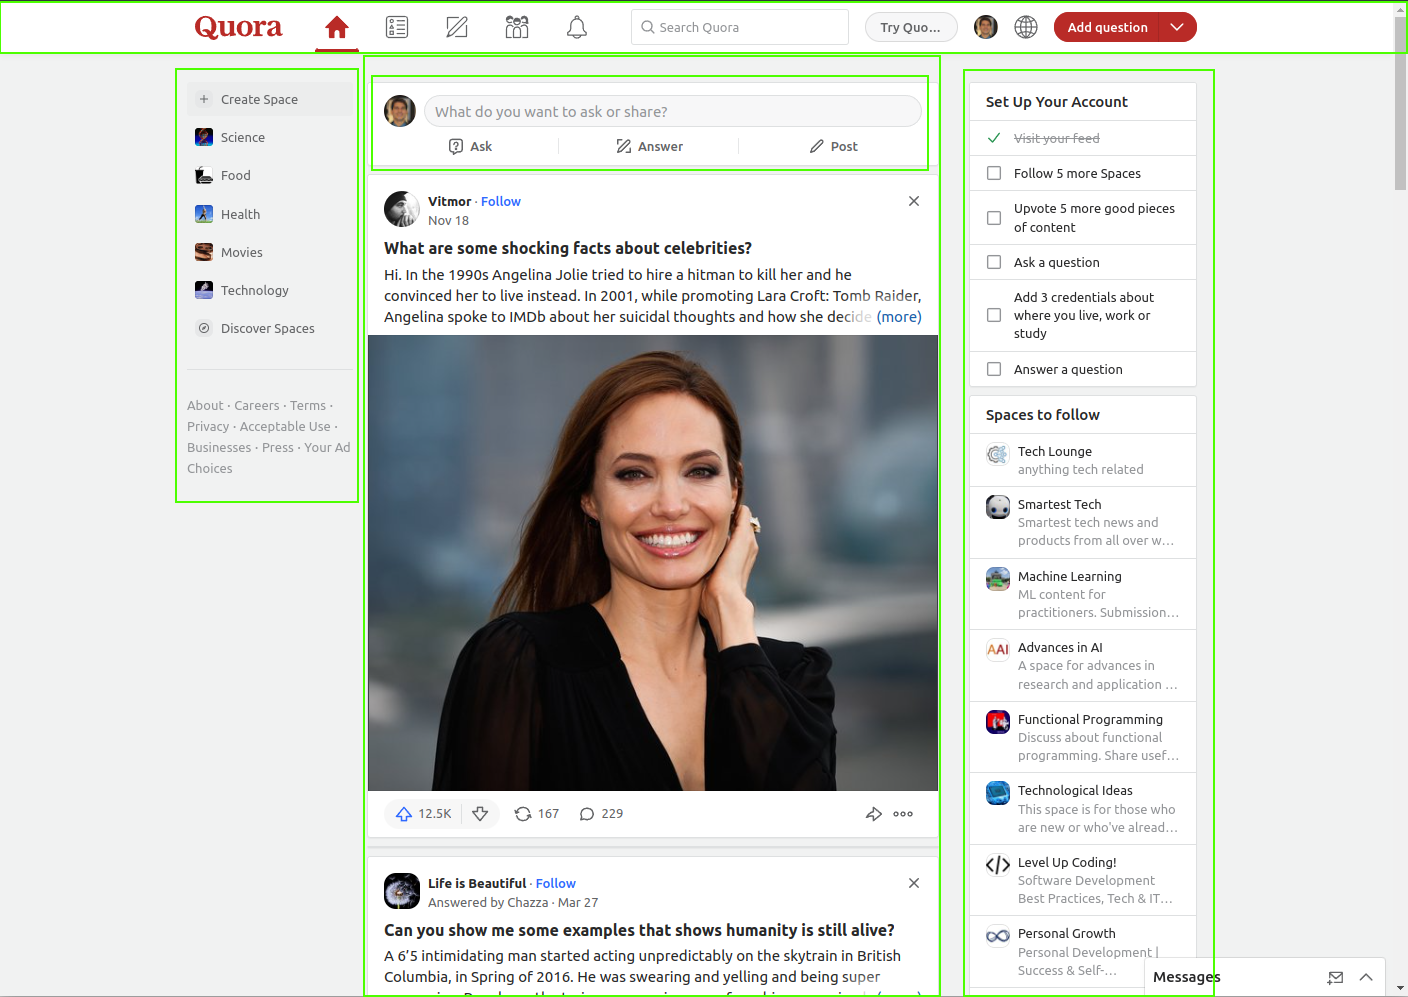 Quora
Search Quora
Try Quo...
Add question
Create Space
Science
Food
Health
Movies
Technology
Discover Spaces
About · Careers · Terms ·
Privacy · Acceptable Use ·
Businesses · Press · Your Ad
Choices
What do you want to ask or share?
Ask
Answer
Post
Vitmor · Follow
Nov 18
What are some shocking facts about celebrities?
Hi. In the 1990s Angelina Jolie tried to hire a hitman to kill her and he
convinced her to live instead. In 2001, while promoting Lara Croft: Tomb Raider,
Angelina spoke to IMDb about her suicidal thoughts and how she decide (more)
12.5K
167
229
Life is Beautiful · Follow
Answered by Chazza · Mar 27
Can you show me some examples that shows humanity is still alive?
A 6’5 intimidating man started acting unpredictably on the skytrain in British
Columbia, in Spring of 2016. He was swearing and yelling and being super
Set Up Your Account
Visit your feed
Follow 5 more Spaces
Upvote 5 more good pieces
of content
Ask a question
Add 3 credentials about
where you live, work or
study
Answer a question
Spaces to follow
Tech Lounge
anything tech related
Smartest Tech
Smartest tech news and
products from all over w...
Machine Learning
ML content for
practitioners. Submission...
AAI
Advances in AI
A space for advances in
research and application ...
Functional Programming
Discuss about functional
programming. Share usef...
Technological Ideas
This space is for those who
are new or who've alread...
Level Up Coding!
Software Development
Best Practices, Tech & IT...
Personal Growth
Personal Development |
Success & Self-...
Messages